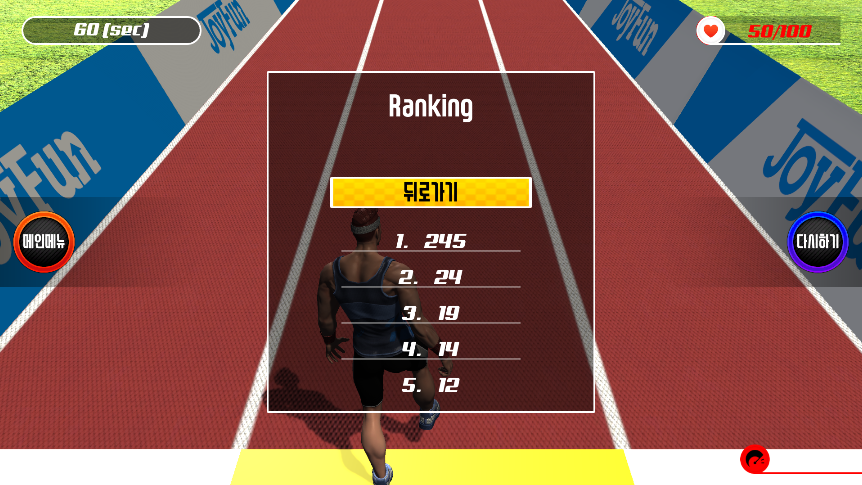 60 (sec)
JoyFun
JoyFun
50/100
Ranking
JoyFun
JoyFun
뒤로가기
메인메뉴
다시하기
1. 245
2. 24
3. 19
4. 14
5. 12